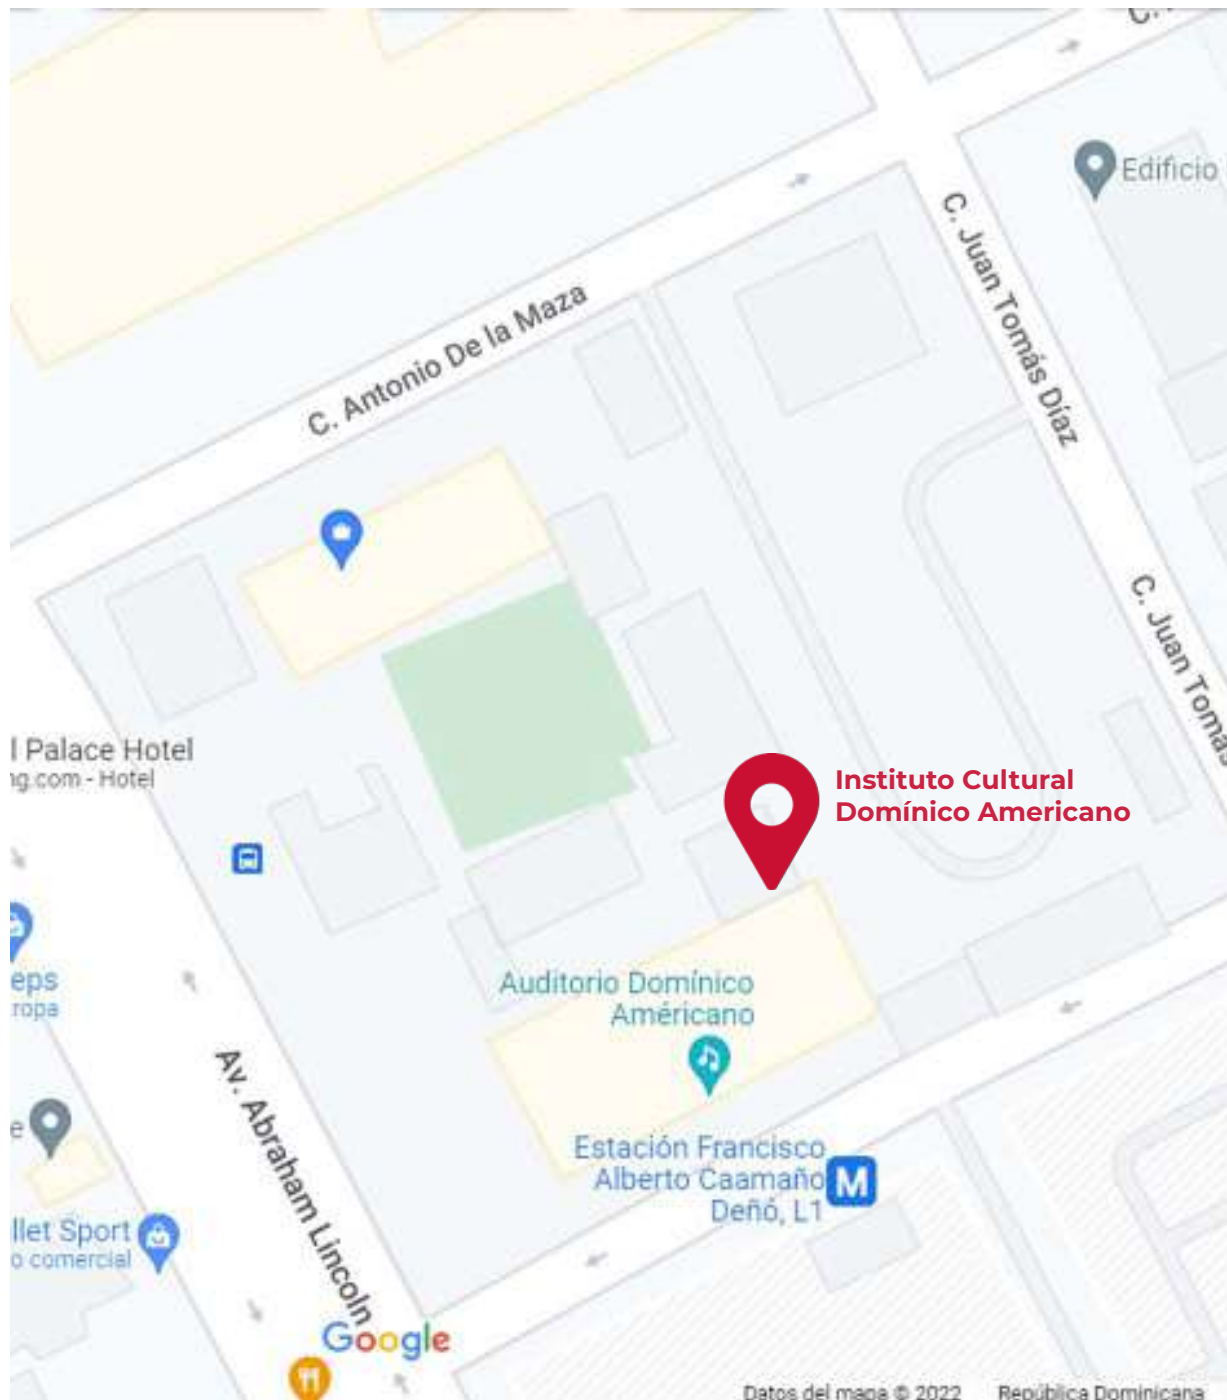 Edificio
C. Juan Tomás Díaz
C. Antonio De la Maza
C. Juan Tomás
l Palace Hotel
ng.com - Hotel
Instituto Cultural
Domínico Americano
eps
ropa
Auditorio Domínico
Américano
Av. Abraham Lincoln
e
Estación Francisco
Alberto Caamaño
Deñó, L1
M
llet Sport
o comercial
Google
Datos del mapa © 2022 República Dominicana